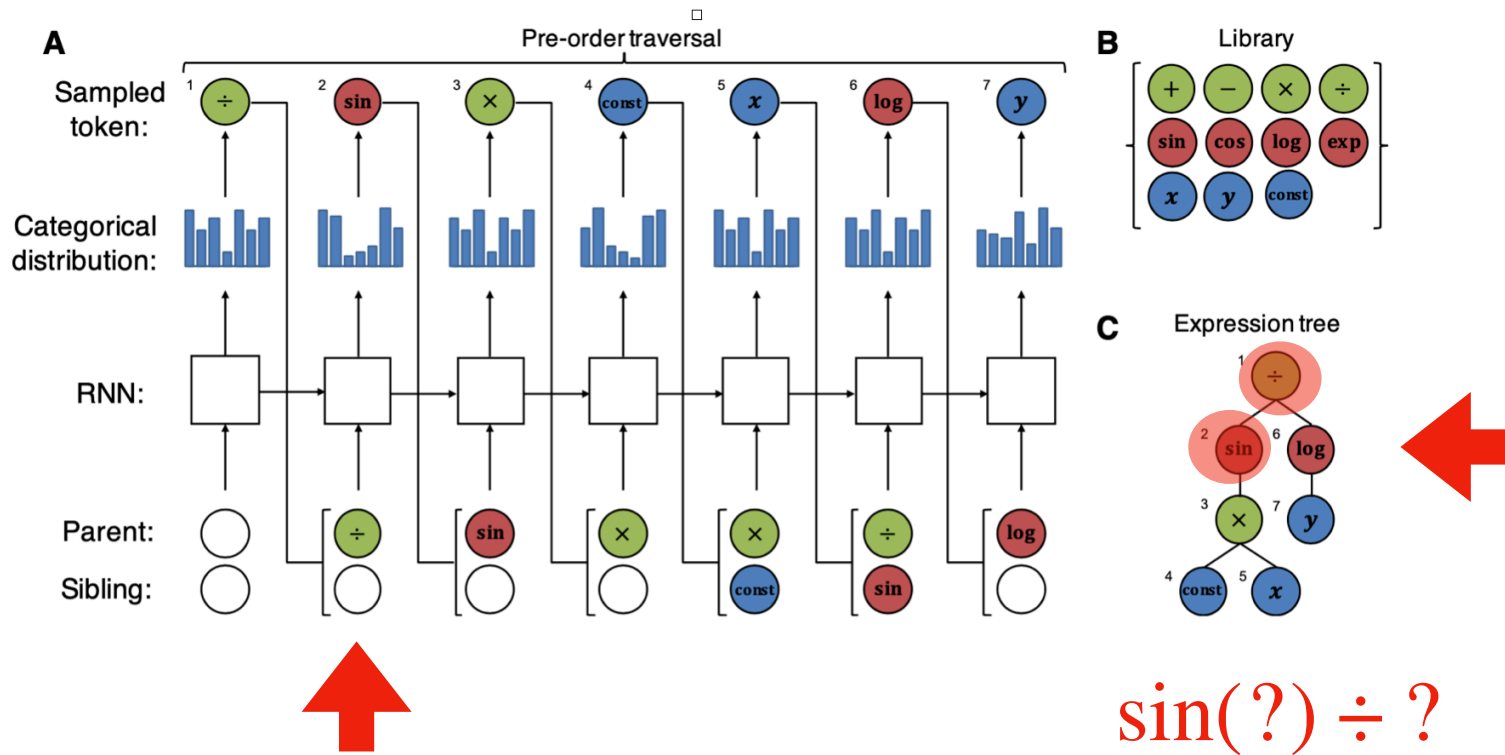 A
Pre-order traversal
Sampled token:
1 ÷ 2 sin 3 × 4 const 5 x 6 log 7 y
Categorical distribution:
RNN:
Parent: ÷ sin × × ÷ log
Sibling: const sin
B
Library
+ − × ÷
sin cos log exp
x y const
C
Expression tree
1 ÷
2 sin 6 log
3 × 7 y
4 const 5 x
sin(?) ÷ ?